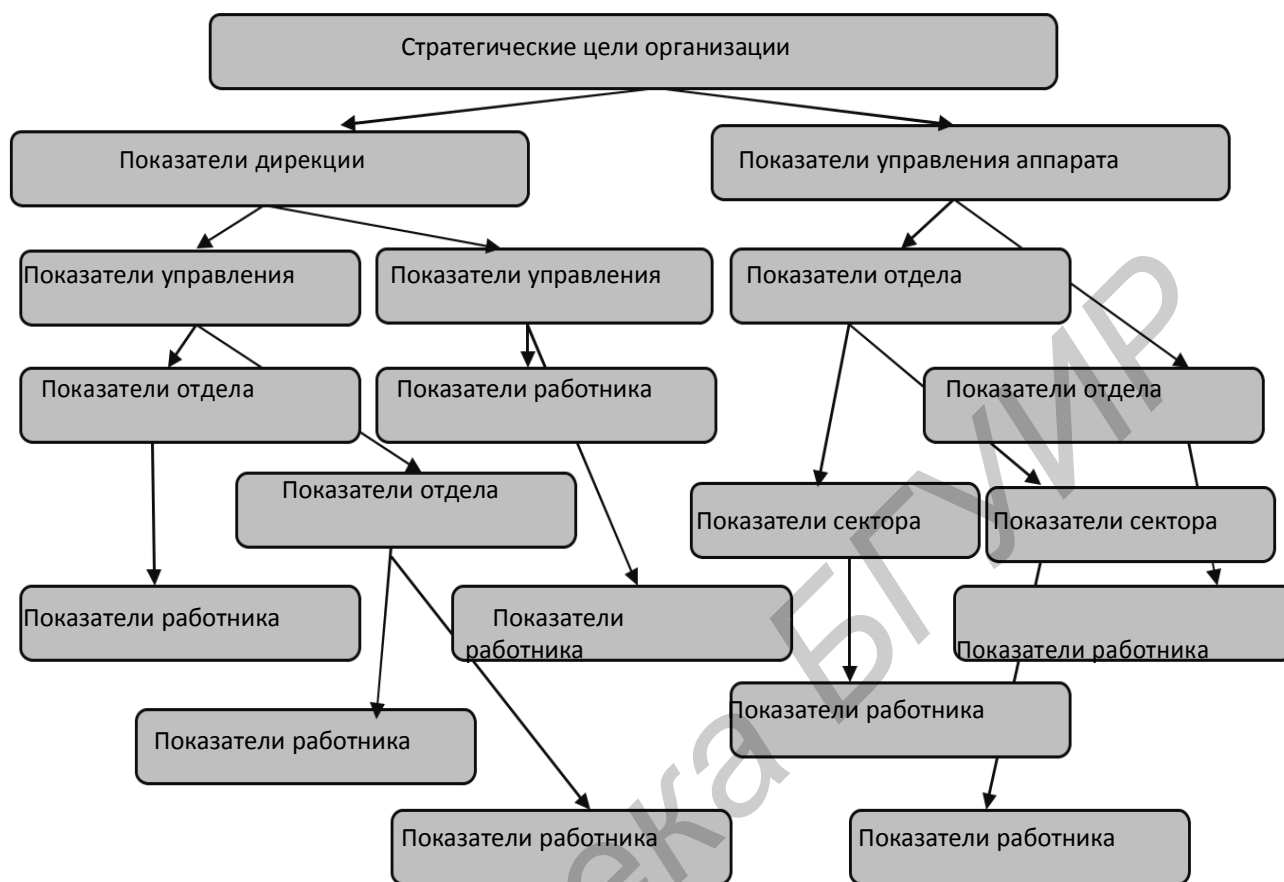 Стратегические цели организации
Показатели дирекции
Показатели управления аппарата
Показатели управления
Показатели управления
Показатели отдела
Показатели отдела
Показатели работника
Показатели отдела
Показатели отдела
Показатели сектора
Показатели сектора
Показатели работника
Показатели
работника
Показатели работника
Показатели работника
Показатели работника
Показатели работника
Показатели работника
ека БГУИР